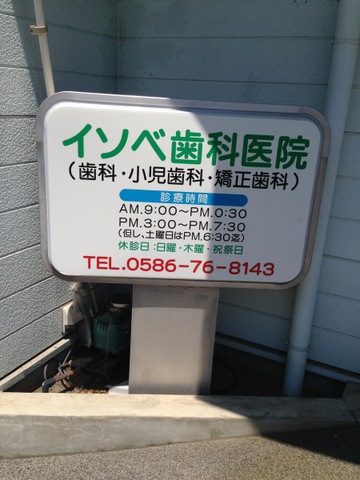 イソベ歯科医院
(歯科・小児歯科・矯正歯科)
診療時間
AM.9:00〜PM.0:30
PM.3:00〜PM.7:30
(但し、土曜日はPM.6:30迄)
休診日:日曜・木曜・祝祭日
TEL.0586-76-8143